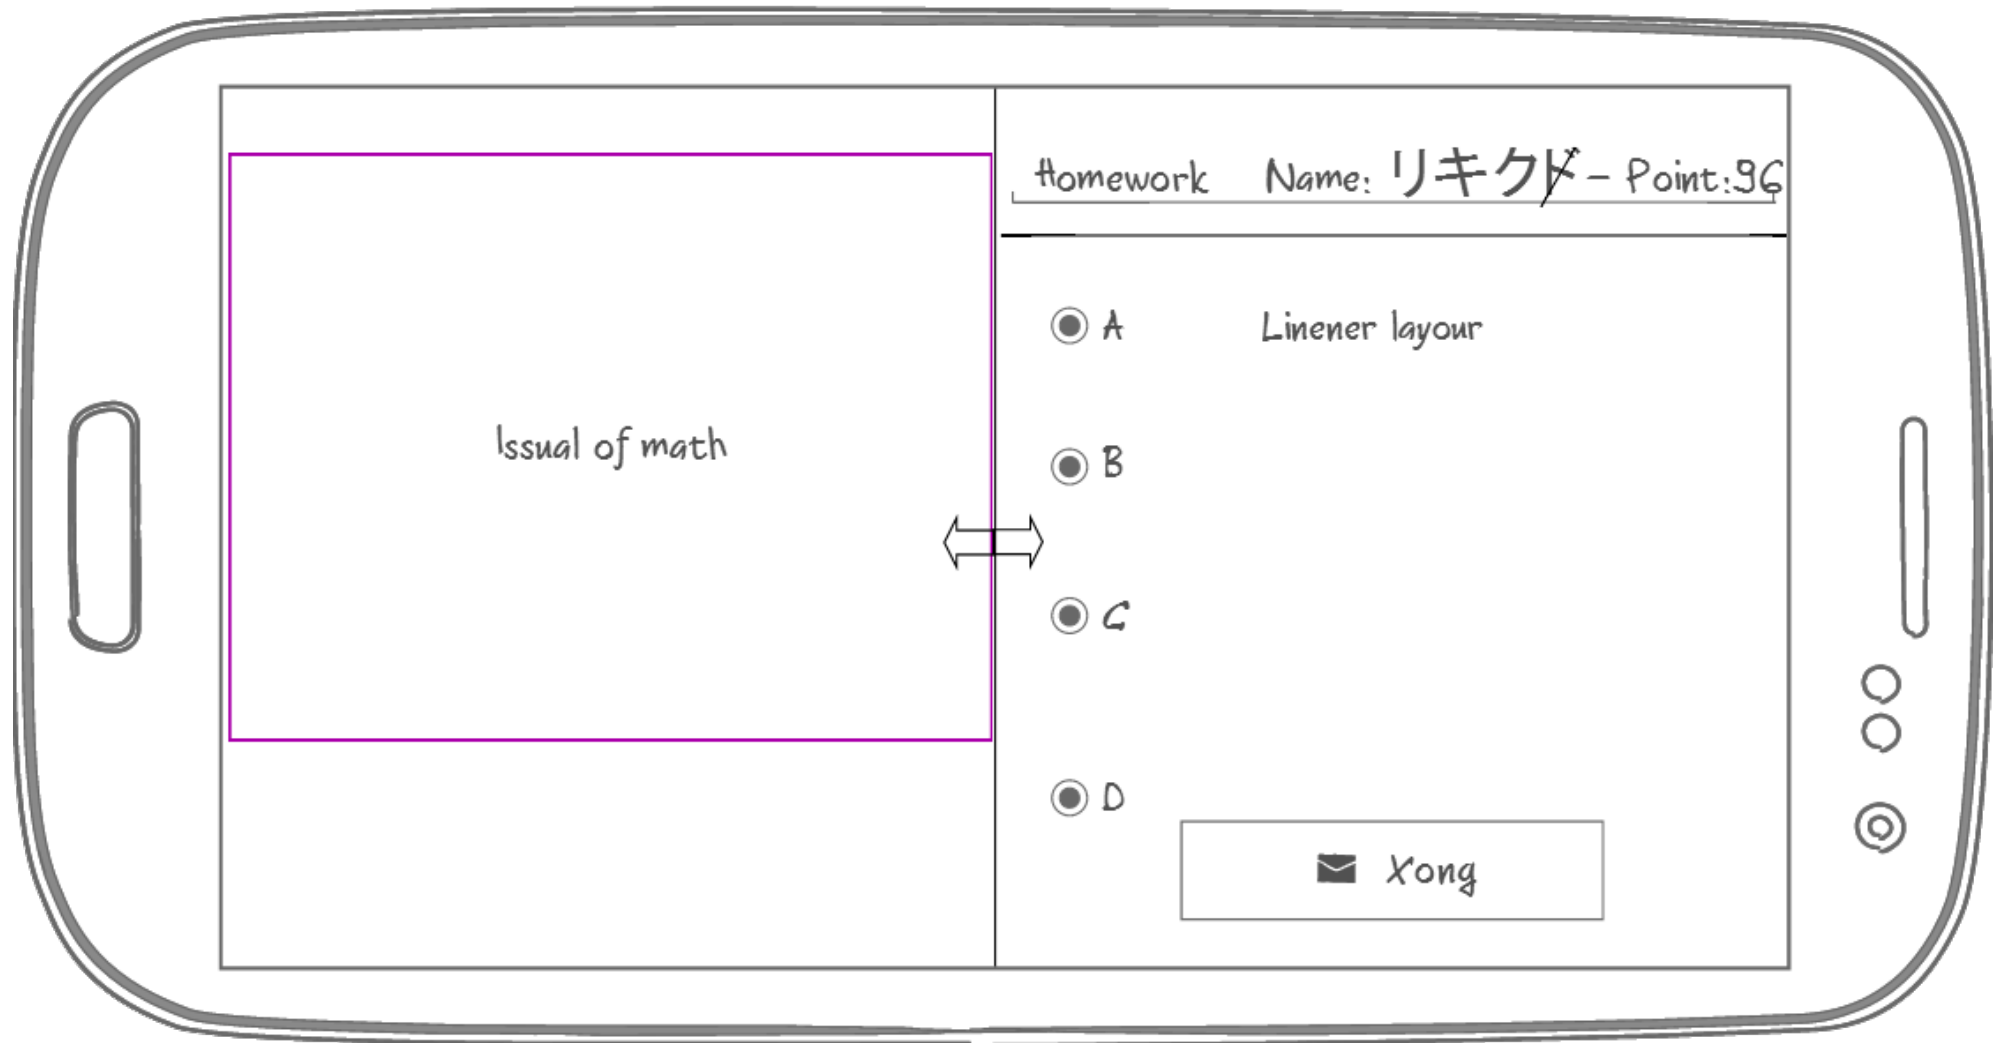 Homework Name: リキクド - Point:96
Issual of math
A Linener layour
B
C
D
Xong